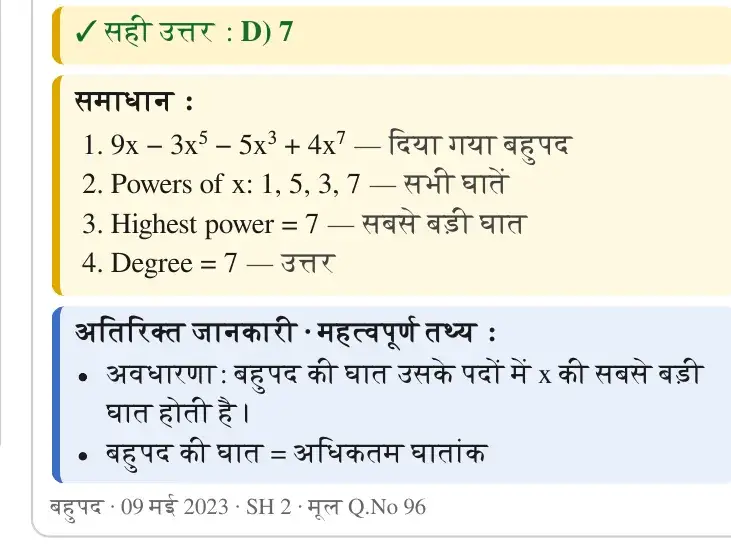 ✓ सही उत्तर : D) 7
समाधान :
1. 9x − 3x⁵ − 5x³ + 4x⁷ — दिया गया बहुपद
2. Powers of x: 1, 5, 3, 7 — सभी घातें
3. Highest power = 7 — सबसे बड़ी घात
4. Degree = 7 — उत्तर
अतिरिक्त जानकारी · महत्वपूर्ण तथ्य :
• अवधारणा : बहुपद की घात उसके पदों में x की सबसे बड़ी
घात होती है।
• बहुपद की घात = अधिकतम घातांक
बहुपद · 09 मई 2023 · SH 2 · मूल Q.No 96